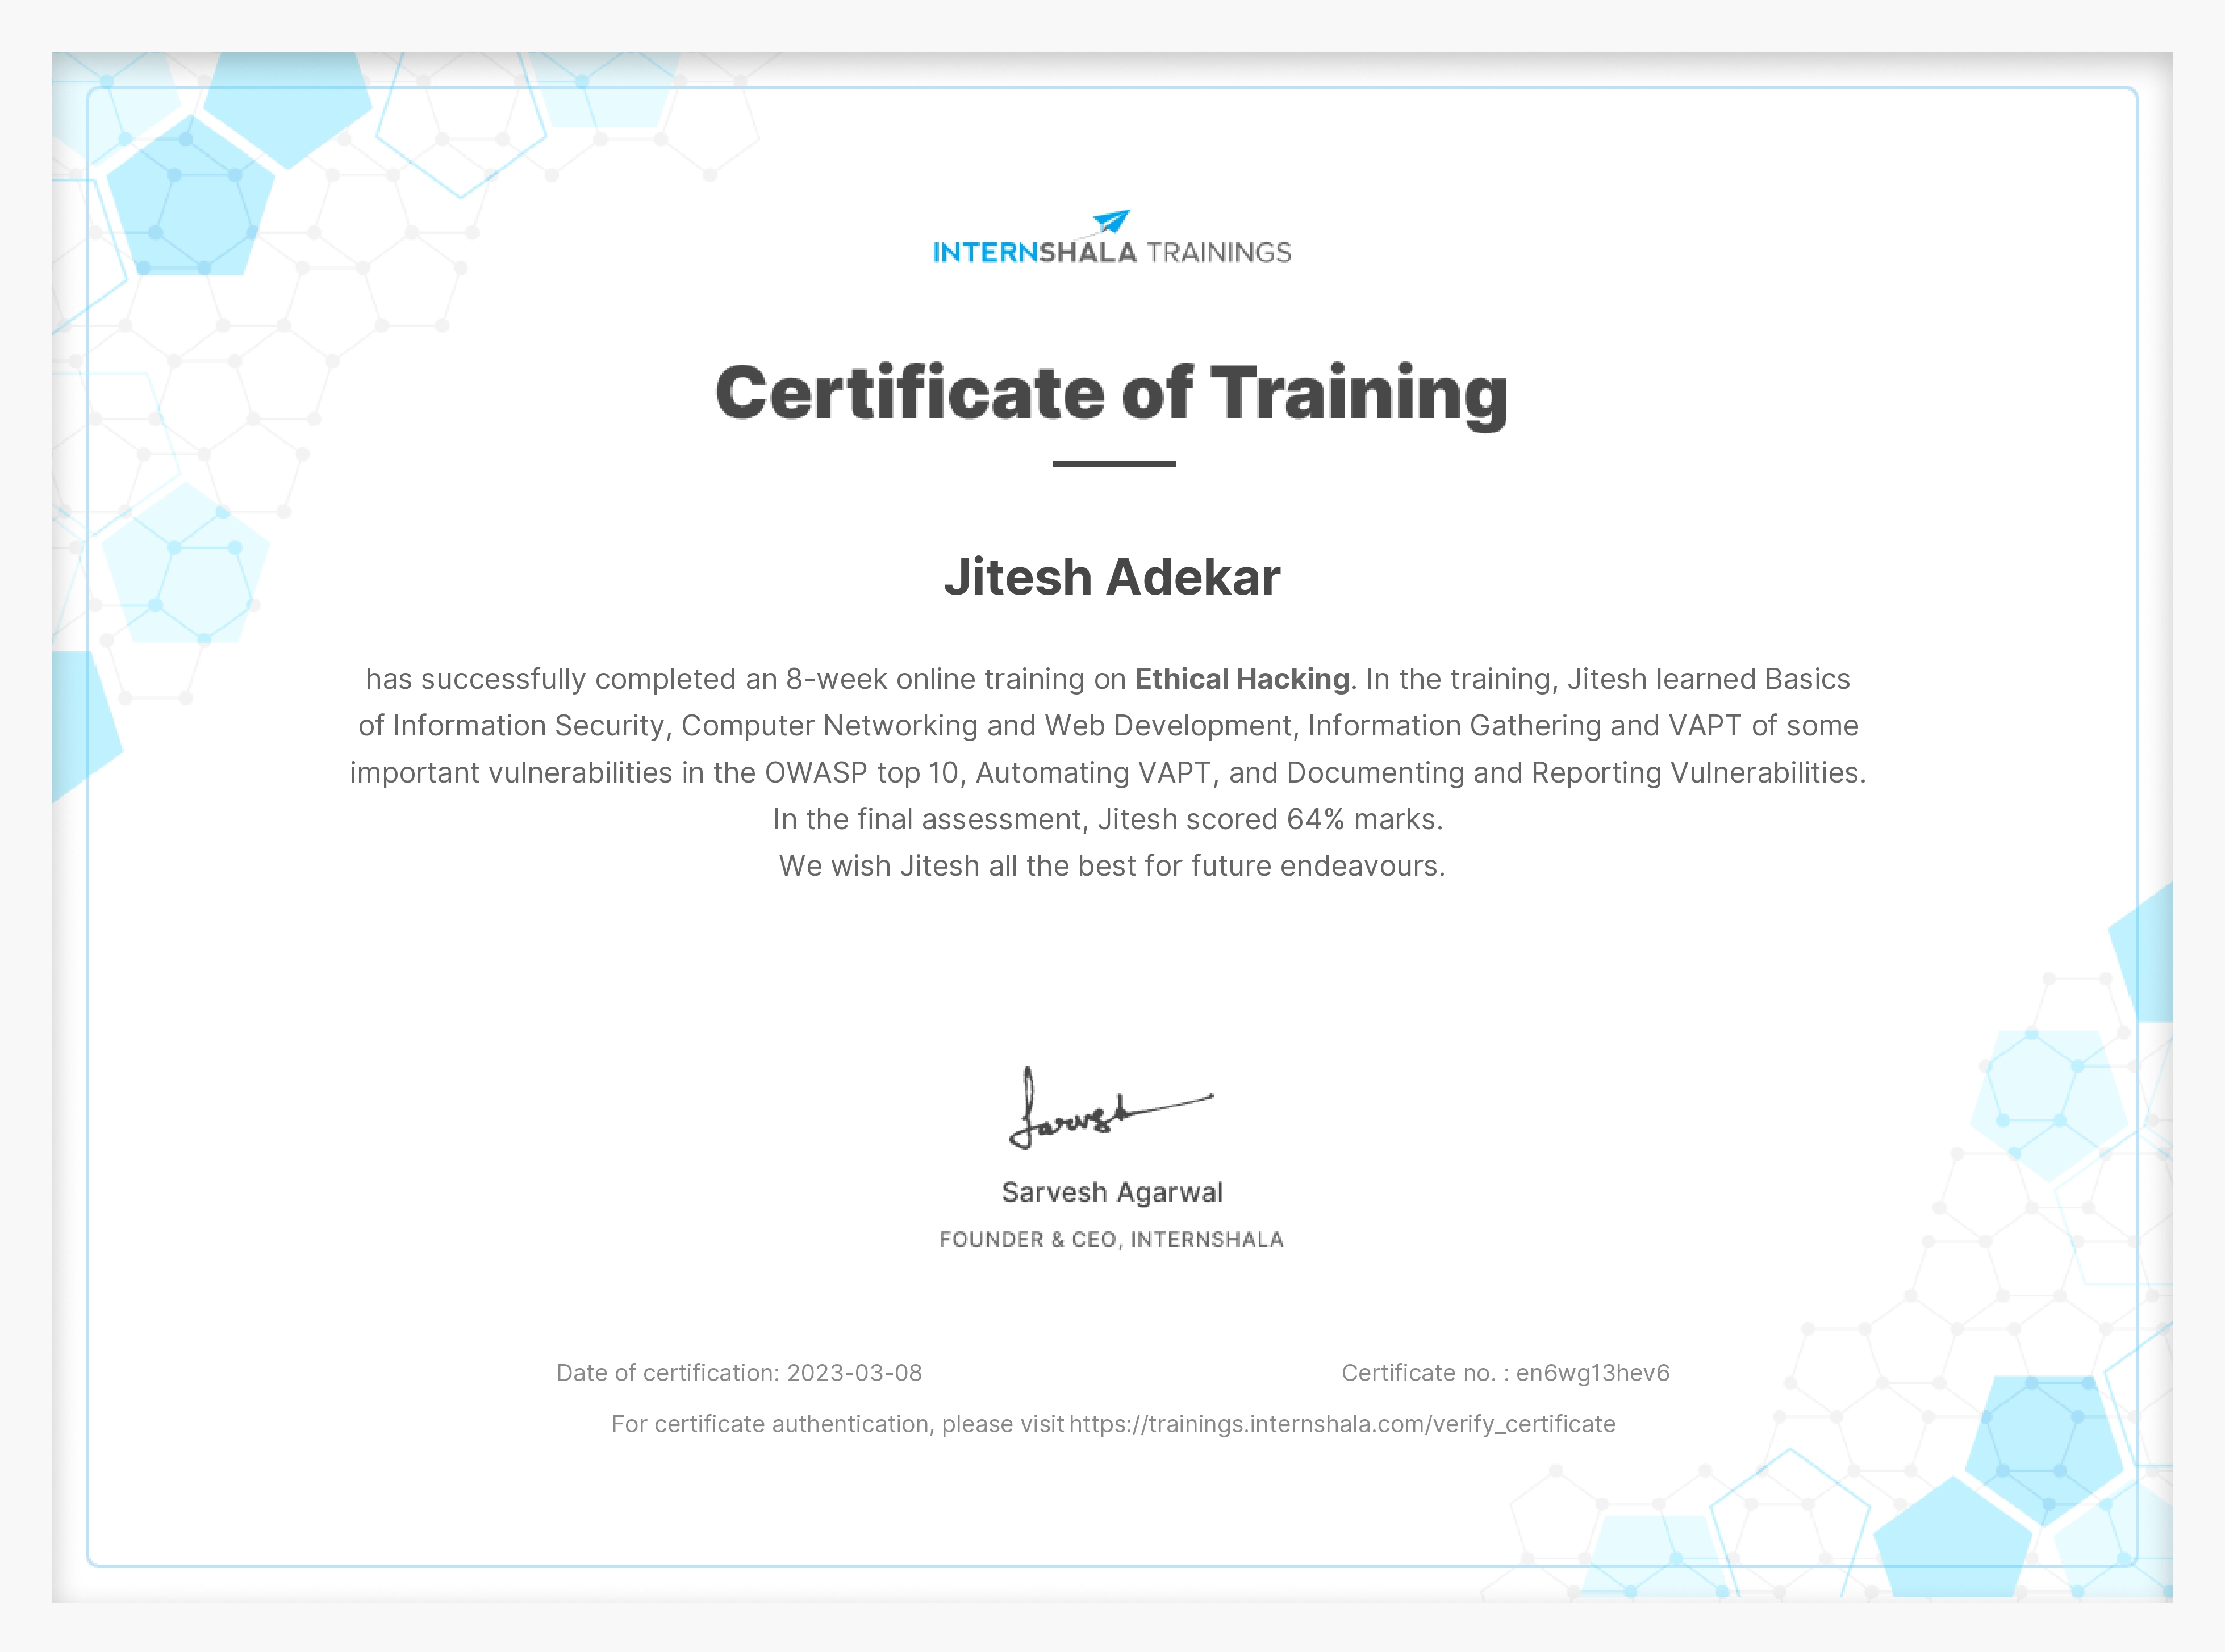 INTERNSHALA TRAININGS
Certificate of Training
Jitesh Adekar
has successfully completed an 8-week online training on Ethical Hacking. In the training, Jitesh learned Basics
of Information Security, Computer Networking and Web Development, Information Gathering and VAPT of some
important vulnerabilities in the OWASP top 10, Automating VAPT, and Documenting and Reporting Vulnerabilities.
In the final assessment, Jitesh scored 64% marks.
We wish Jitesh all the best for future endeavours.
Sarvesh
Sarvesh Agarwal
FOUNDER & CEO, INTERNSHALA
Date of certification: 2023-03-08
Certificate no. : en6wg13hev6
For certificate authentication, please visit https://trainings.internshala.com/verify_certificate